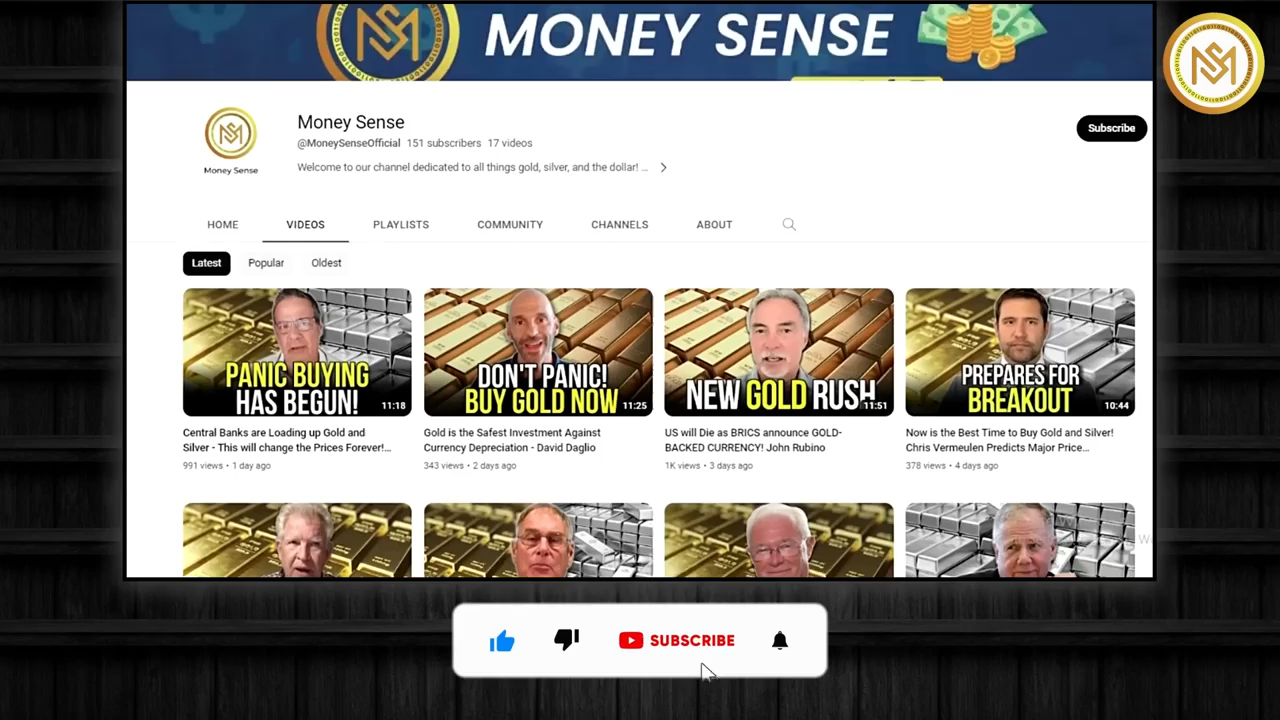 MONEY SENSE
Money Sense
@MoneySenseOfficial 151 subscribers 17 videos
Welcome to our channel dedicated to all things gold, silver, and the dollar! ...
Subscribe
Money Sense
HOME VIDEOS PLAYLISTS COMMUNITY CHANNELS ABOUT
Latest Popular Oldest
PANIC BUYING
HAS BEGUN!
11:18
DON'T PANIC!
BUY GOLD NOW
11:25
NEW GOLD RUSH
11:51
PREPARES FOR
BREAKOUT
10:44
Central Banks are Loading up Gold and
Silver - This will change the Prices Forever!...
991 views • 1 day ago
Gold is the Safest Investment Against
Currency Depreciation - David Daglio
343 views • 2 days ago
US will Die as BRICS announce GOLD-
BACKED CURRENCY! John Rubino
1K views • 3 days ago
Now is the Best Time to Buy Gold and Silver!
Chris Vermeulen Predicts Major Price...
378 views • 4 days ago
SUBSCRIBE